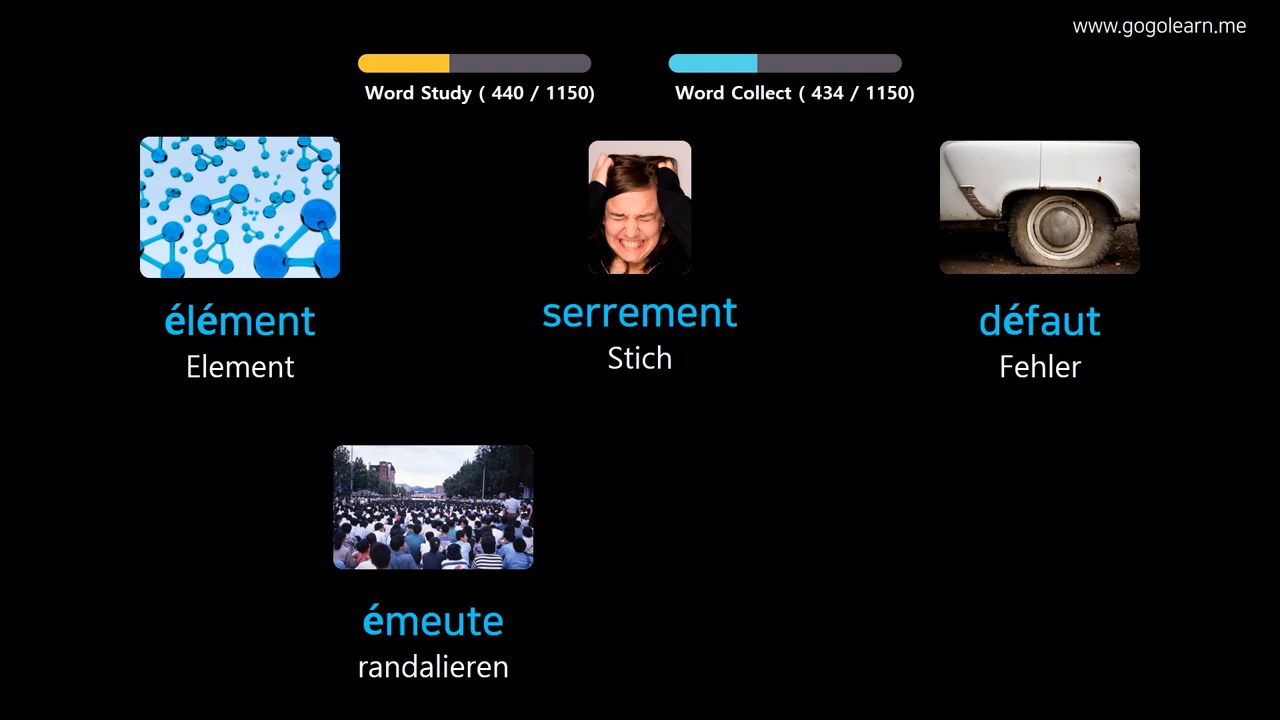 www.gogolearn.me
Word Study ( 440 / 1150)
Word Collect ( 434 / 1150)
élément
Element
serrement
Stich
défaut
Fehler
émeute
randalieren